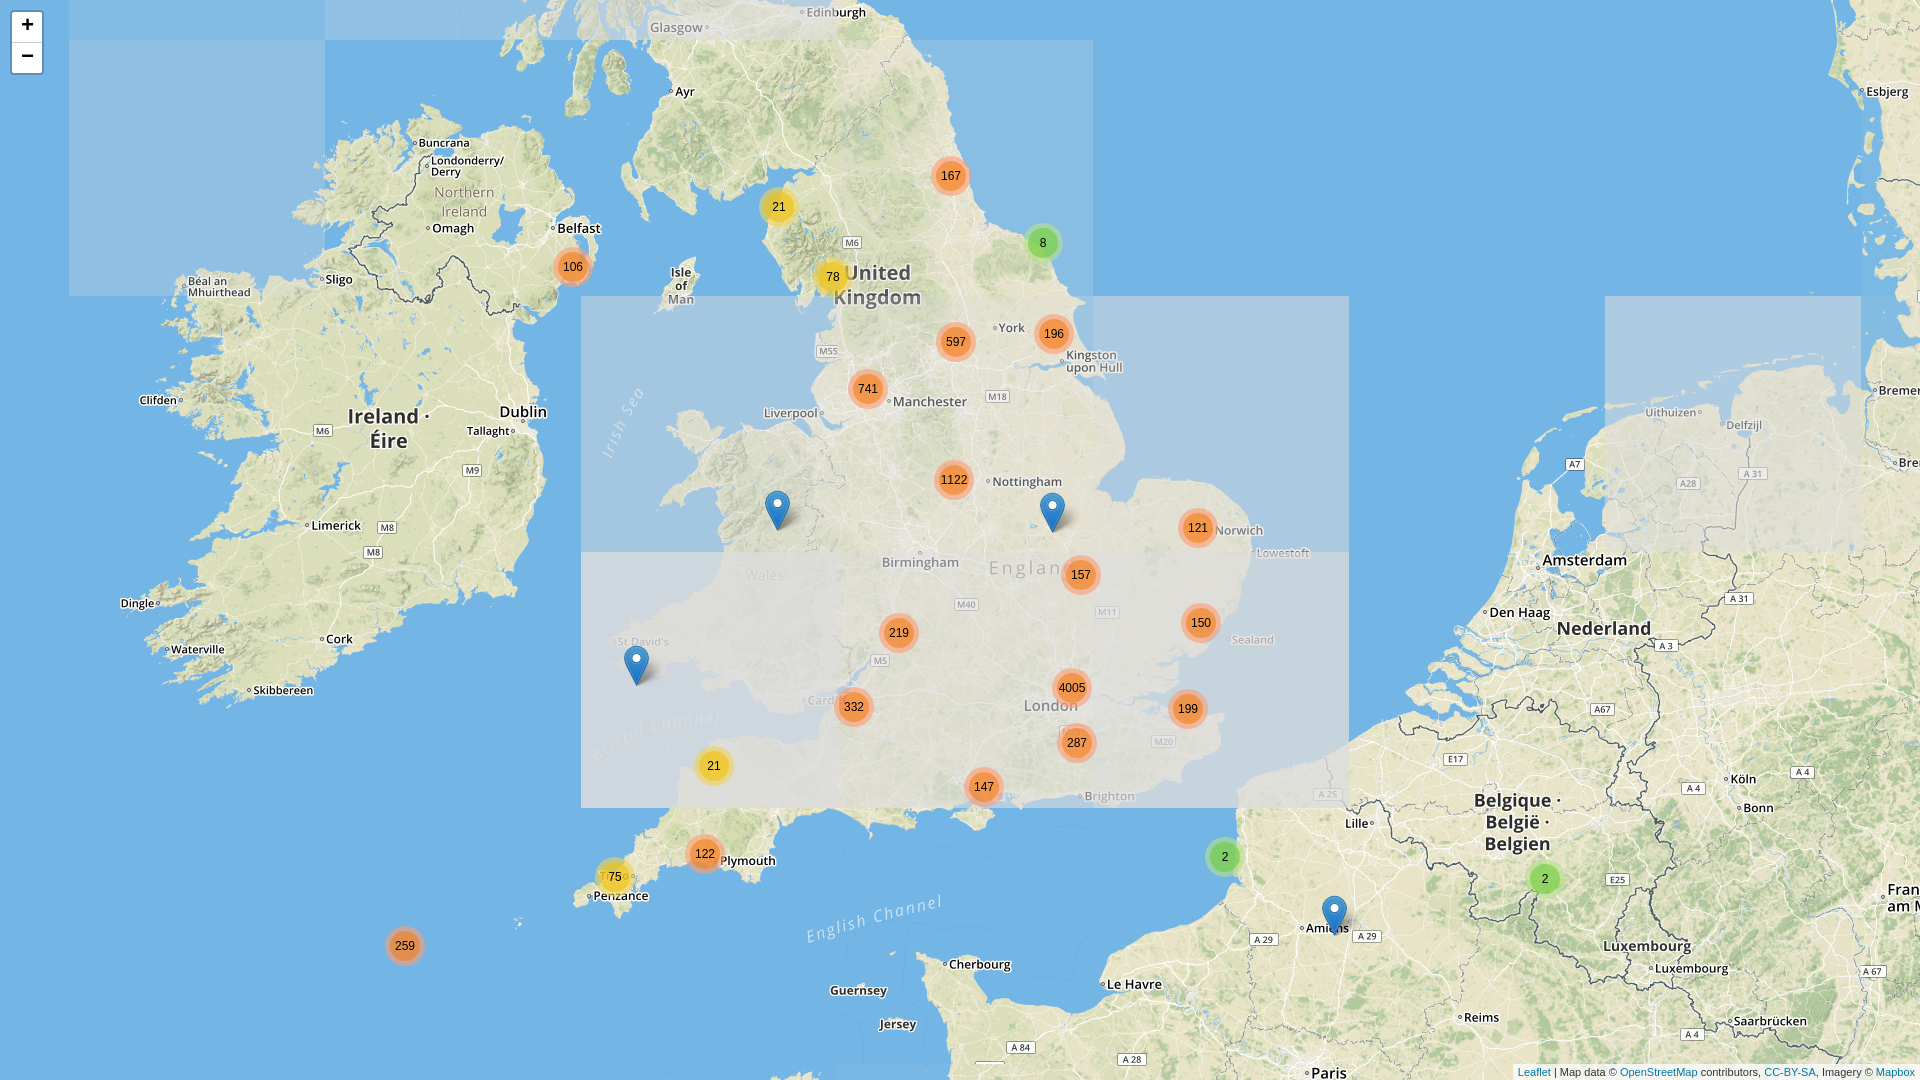 +
−
Glasgow
Edinburgh
Ayr
Esbjerg
Buncrana
Londonderry/
Derry
Northern
Ireland
Omagh
Belfast
167
21
8
M6
106
78
United
Kingdom
Isle
of
Man
Béal an
Mhuirthead
Sligo
York
196
597
M55
Kingston
upon Hull
741
Manchester
M18
Liverpool
Irish Sea
Clifden
Ireland ·
Éire
Dublin
Tallaght
M6
M9
Uithuizen
Delfzijl
Bremer
A7
A 31
A28
Bre
1122
Nottingham
121
Norwich
Lowestoft
Limerick
M8
M8
Birmingham
England
157
Wales
M40
M11
Amsterdam
A 31
Den Haag
Nederland
A 3
Dingle
Cork
Waterville
Skibbereen
219
150
Sealand
St David's
M5
4005
London
Cardiff
332
199
287
M20
Bristol Channel
21
147
Brighton
A 25
A67
E17
A 4
A 4
Köln
Bonn
Belgique ·
België ·
Belgien
Lille
122
Plymouth
75
Penzance
2
2
E25
Fran
am M
English Channel
259
Amiens
A 29
A 29
Luxembourg
Luxembourg
A 67
Cherbourg
Guernsey
Le Havre
Jersey
Reims
Saarbrücken
A 4
A 84
A 28
Paris
Leaflet | Map data © OpenStreetMap contributors, CC-BY-SA, Imagery © Mapbox